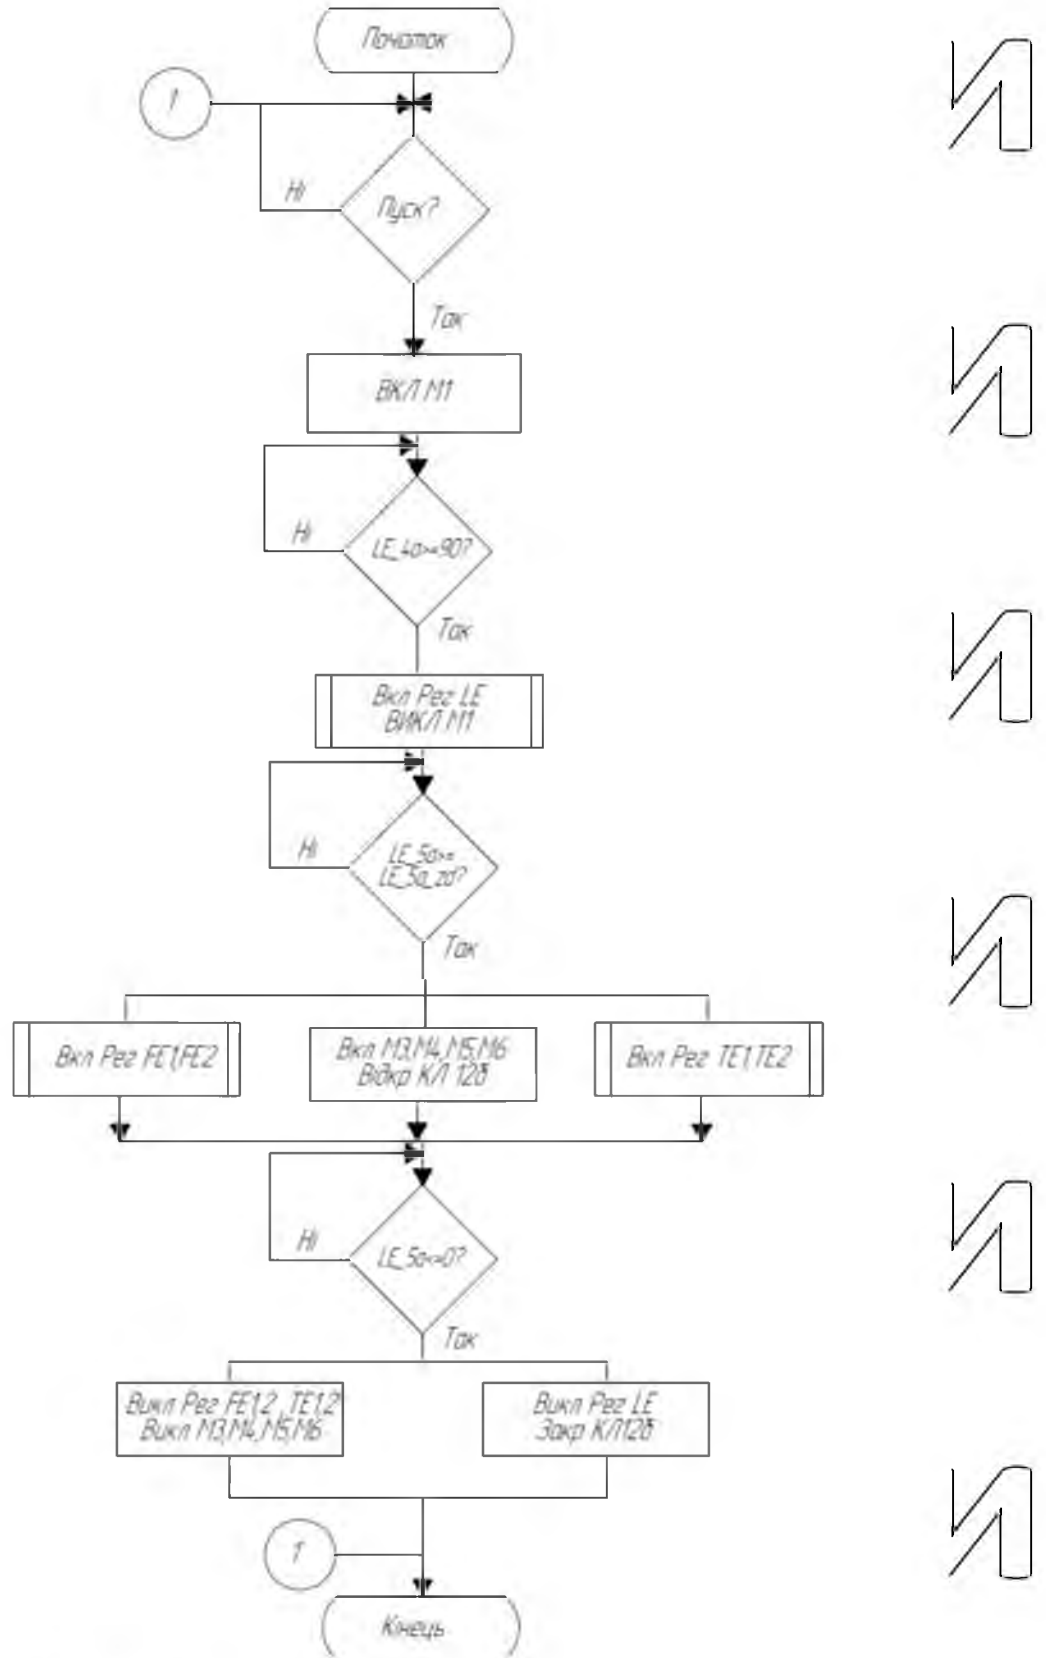 Початок
1
Ні
Пуск?
Так
ВКЛ М1
Ні
LE_4a>=90?
Так
Вкл Рег LE
ВИКЛ М1
Ні
LE_5a>=
LE_5a_zd?
Так
Вкл Рег FE1,FE2
Вкл М3,М4,М5,М6
Відкр КЛ 12б
Вкл Рег TE1,TE2
Ні
LE_5a<=0?
Так
Викл Рег FE1,2 ,TE1,2
Викл М3,М4,М5,М6
Викл Рег LE
Закр КЛ12б
1
Кінець